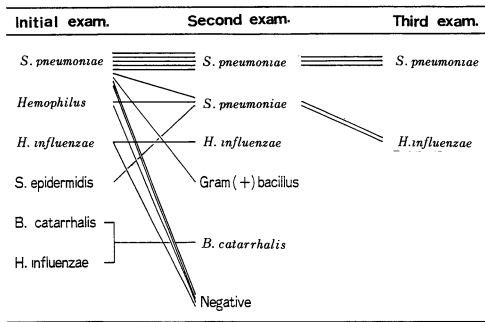 Initial exam. Second exam. Third exam.
S. pneumoniae S. pneumoniae S. pneumoniae
Hemophilus S. pneumoniae
H. influenzae H. influenzae H. influenzae
S. epidermidis Gram (+) bacillus
B. catarrhalis
B. catarrhalis
H. influenzae
Negative